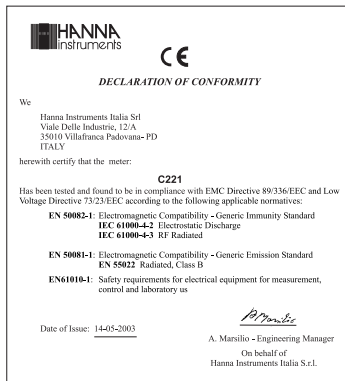 HANNA
instruments
CE
DECLARATION OF CONFORMITY
We
Hanna Instruments Italia Srl
Viale Delle Industrie, 12/A
35010 Villafranca Padovana- PD
ITALY
herewith certify that the meter:
C221
Has been tested and found to be in compliance with EMC Directive 89/336/EEC and Low
Voltage Directive 73/23/EEC according to the following applicable normatives:
EN 50082-1: Electromagnetic Compatibility - Generic Immunity Standard
IEC 61000-4-2 Electrostatic Discharge
IEC 61000-4-3 RF Radiated
EN 50081-1: Electromagnetic Compatibility - Generic Emission Standard
EN 55022 Radiated, Class B
EN61010-1: Safety requirements for electrical equipment for measurement,
control and laboratory us
Date of Issue: 14-05-2003
A. Marsilio
A. Marsilio - Engineering Manager
On behalf of
Hanna Instruments Italia S.r.l.